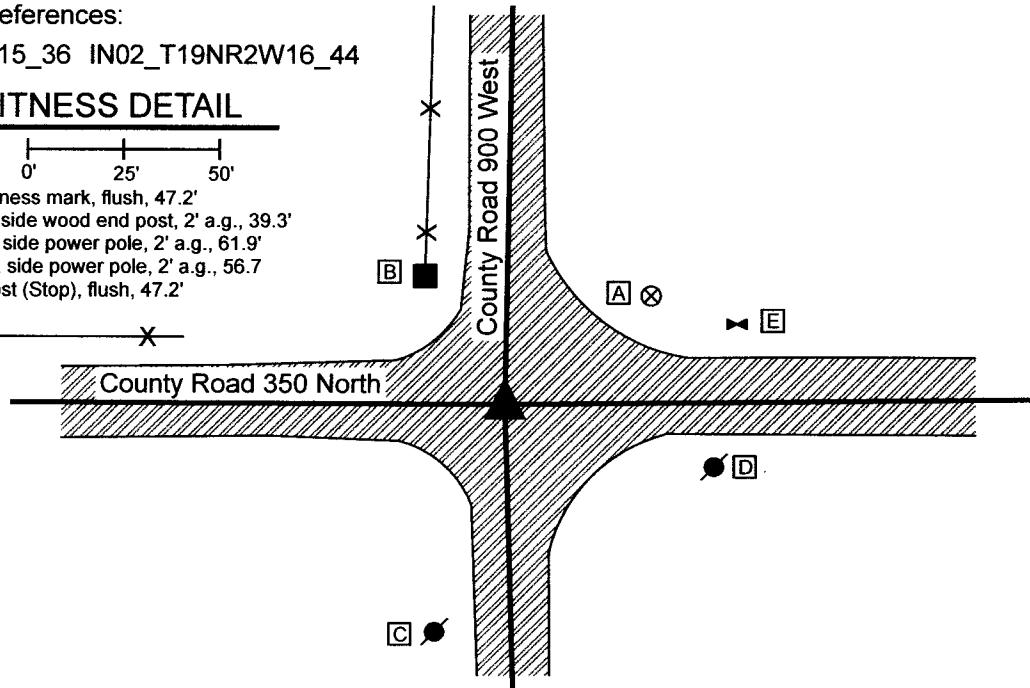 eferences:
15_36 IN02_T19NR2W16_44
ITNESS DETAIL
0' 25' 50'
ness mark, flush, 47.2'
side wood end post, 2' a.g., 39.3'
side power pole, 2' a.g., 61.9'
side power pole, 2' a.g., 56.7
st (Stop), flush, 47.2'
X
County Road 900 West
B
A
E
County Road 350 North
D
C